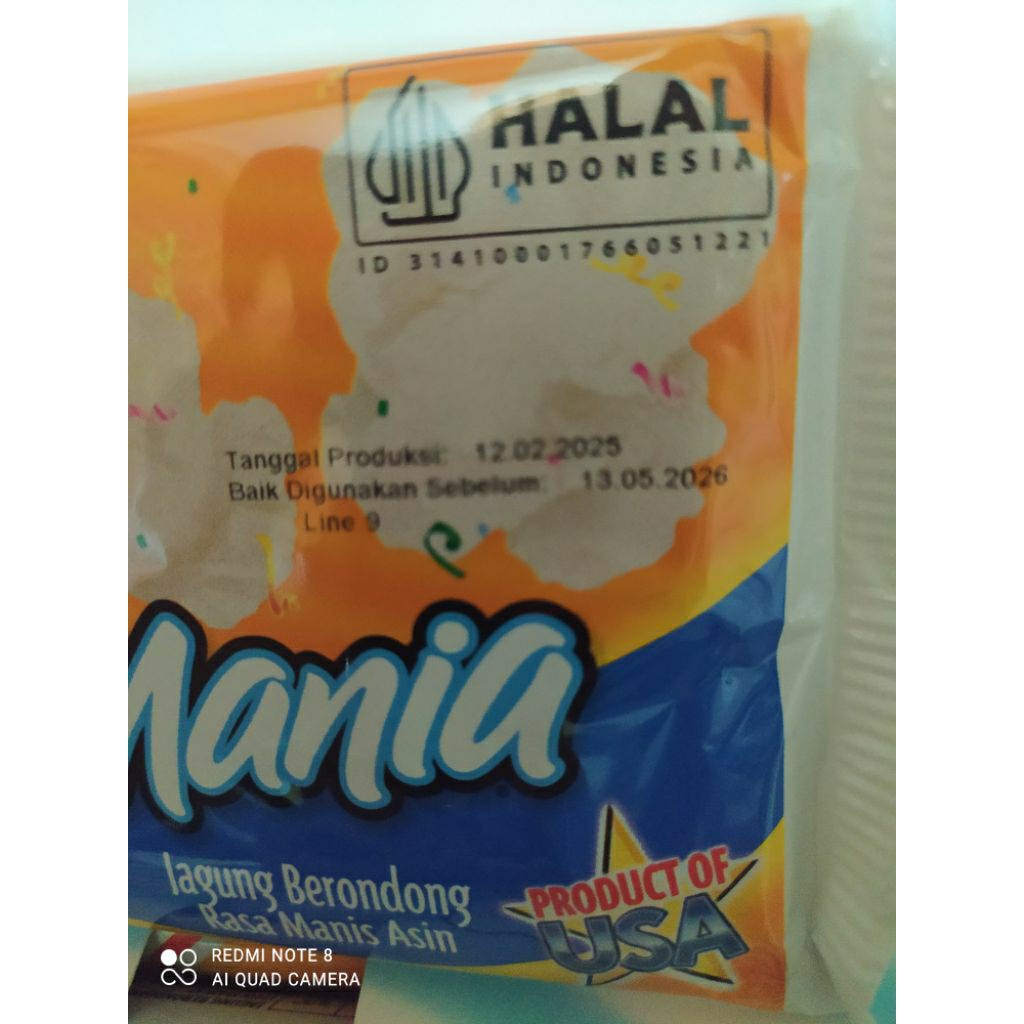 HALAL
INDONESIA
ID 31410001766051221
Tanggal Produksi: 12.02.2025
Baik Digunakan Sebelum: 13.05.2026
Line 9
Mania
Jagung Berondong
Rasa Manis Asin
PRODUCT OF
USA
REDMI NOTE 8
AI QUAD CAMERA